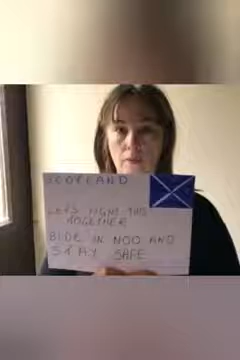 SCOTLAND
LETS FIGHT THIS
TOGETHER
BIDE IN NOO AND
STAY SAFE